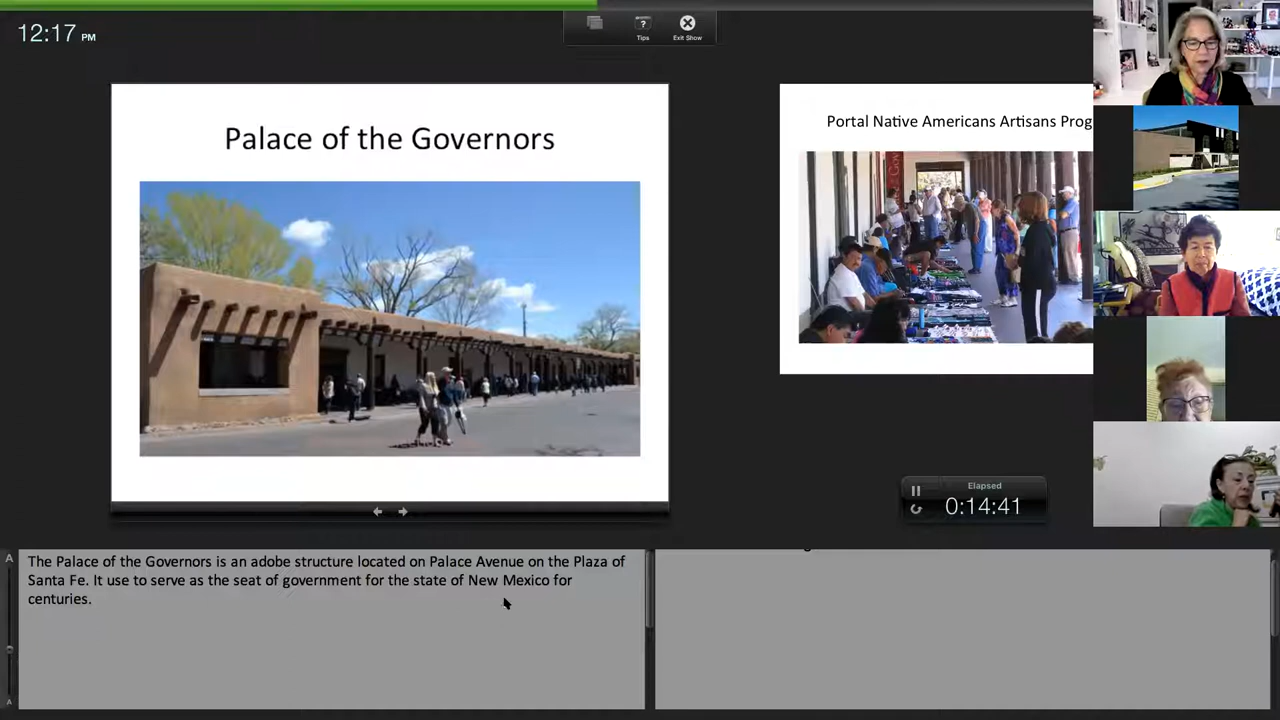 12:17 PM
Tips
Exit Show
Palace of the Governors
Portal Native Americans Artisans Prog
Elapsed
0:14:41
A
The Palace of the Governors is an adobe structure located on Palace Avenue on the Plaza of
Santa Fe. It use to serve as the seat of government for the state of New Mexico for
centuries.
A